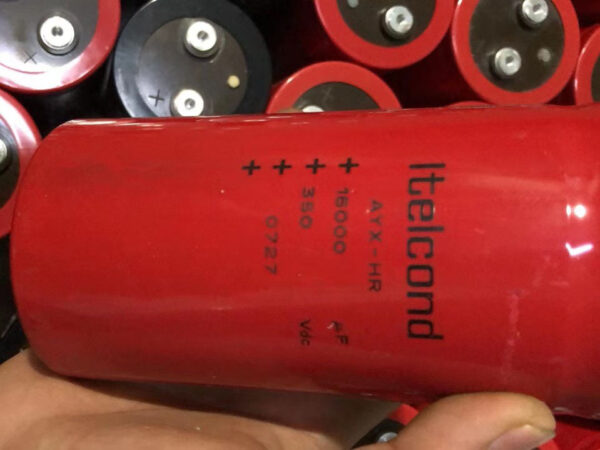 Itelcond
AYX-HR
+ 15000 µF
+ 350 Vdc
+ 0727
+